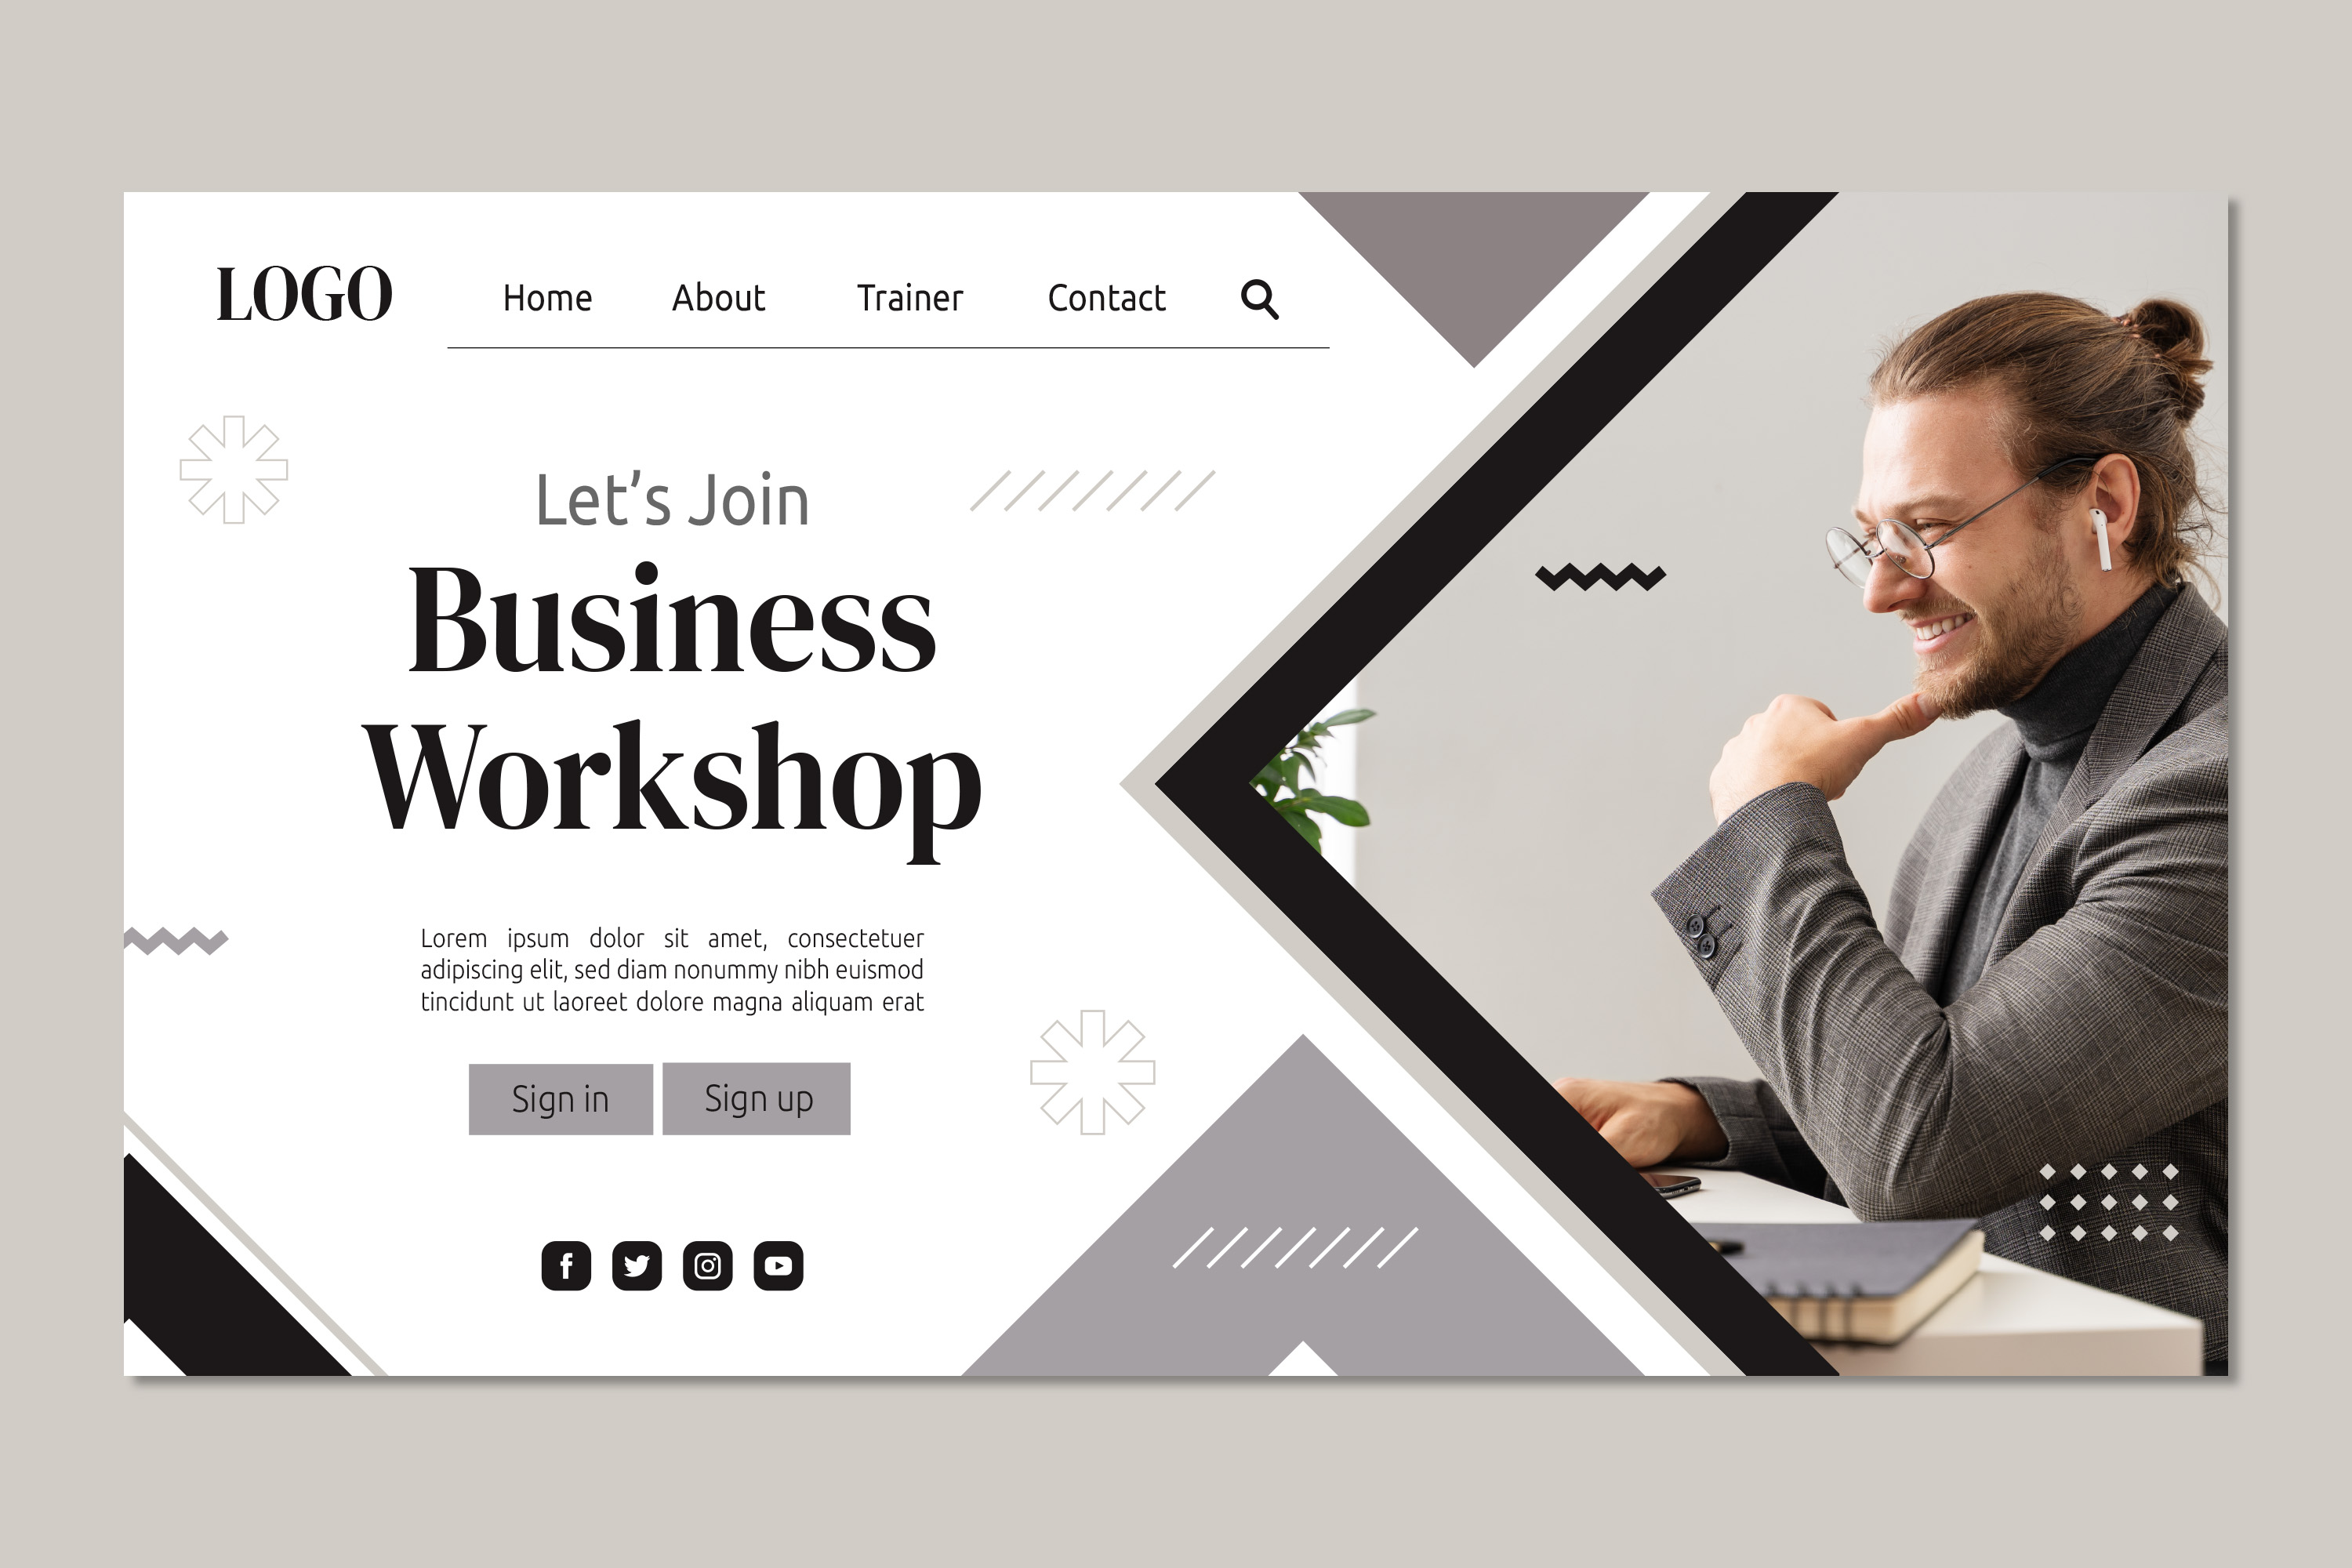 LOGO
Home About Trainer Contact
Let’s Join
Business
Workshop
Lorem ipsum dolor sit amet, consectetuer
adipiscing elit, sed diam nonummy nibh euismod
tincidunt ut laoreet dolore magna aliquam erat
Sign in Sign up